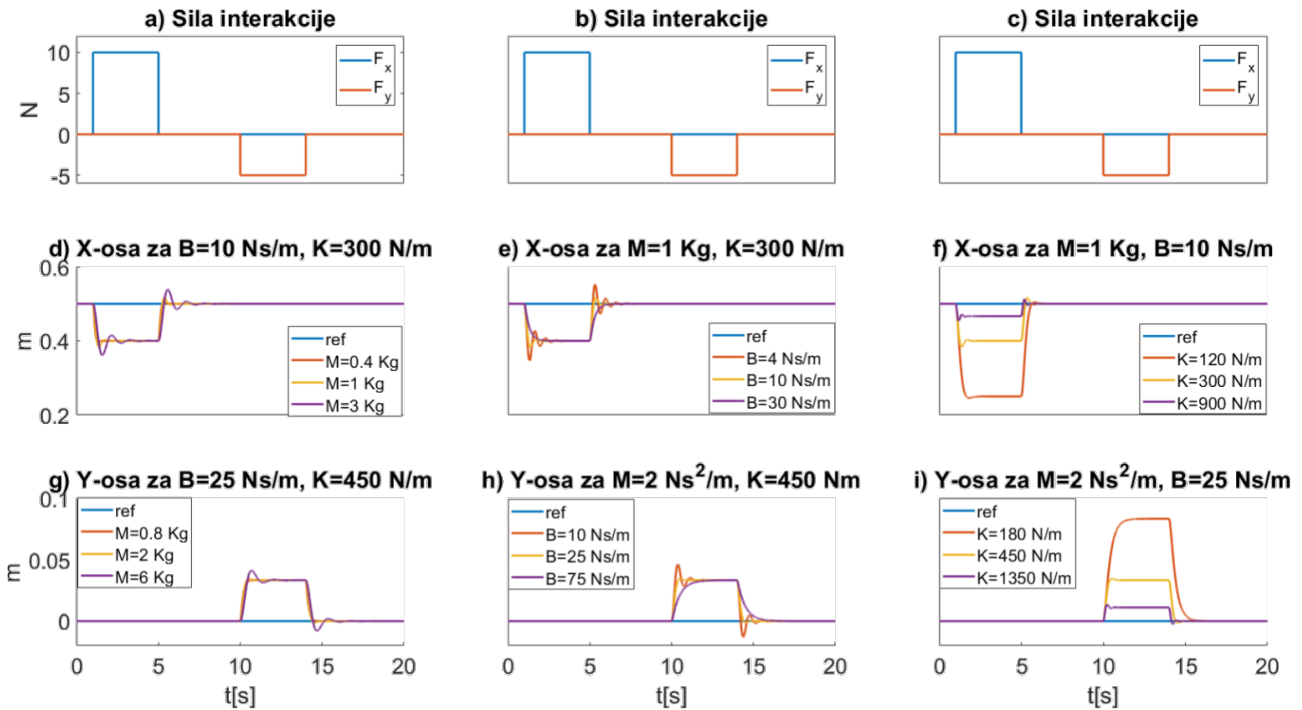 a) Sila interakcije
b) Sila interakcije
c) Sila interakcije
N
10
5
0
-5
F_x
F_y
F_x
F_y
F_x
F_y
d) X-osa za B=10 Ns/m, K=300 N/m
e) X-osa za M=1 Kg, K=300 N/m
f) X-osa za M=1 Kg, B=10 Ns/m
m
0.6
0.4
0.2
ref
M=0.4 Kg
M=1 Kg
M=3 Kg
ref
B=4 Ns/m
B=10 Ns/m
B=30 Ns/m
ref
K=120 N/m
K=300 N/m
K=900 N/m
g) Y-osa za B=25 Ns/m, K=450 N/m
h) Y-osa za M=2 Ns²/m, K=450 Nm
i) Y-osa za M=2 Ns²/m, B=25 Ns/m
m
0.1
0.05
0
ref
M=0.8 Kg
M=2 Kg
M=6 Kg
ref
B=10 Ns/m
B=25 Ns/m
B=75 Ns/m
ref
K=180 N/m
K=450 N/m
K=1350 N/m
0 5 10 15 20
0 5 10 15 20
0 5 10 15 20
t[s]
t[s]
t[s]